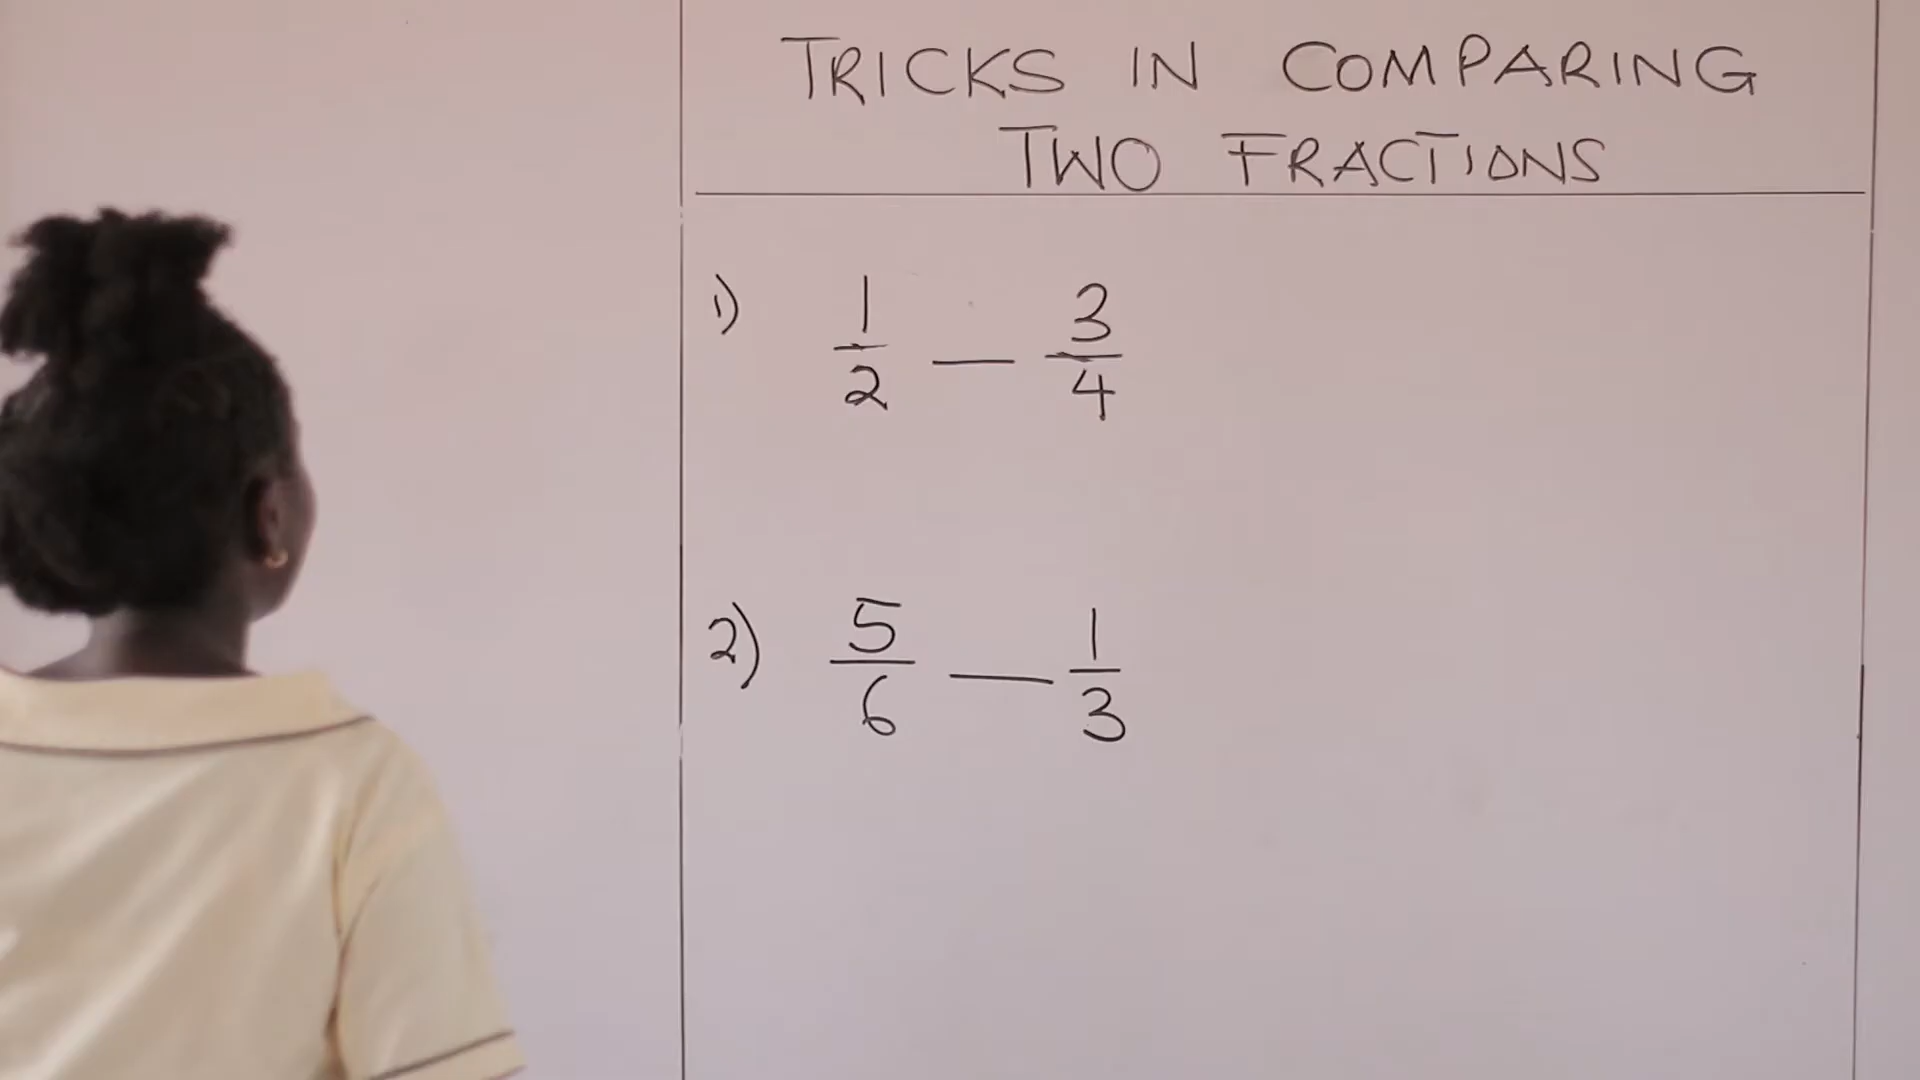 TRICKS IN COMPARING
TWO FRACTIONS
1) 1/2 — 3/4
2) 5/6 — 1/3